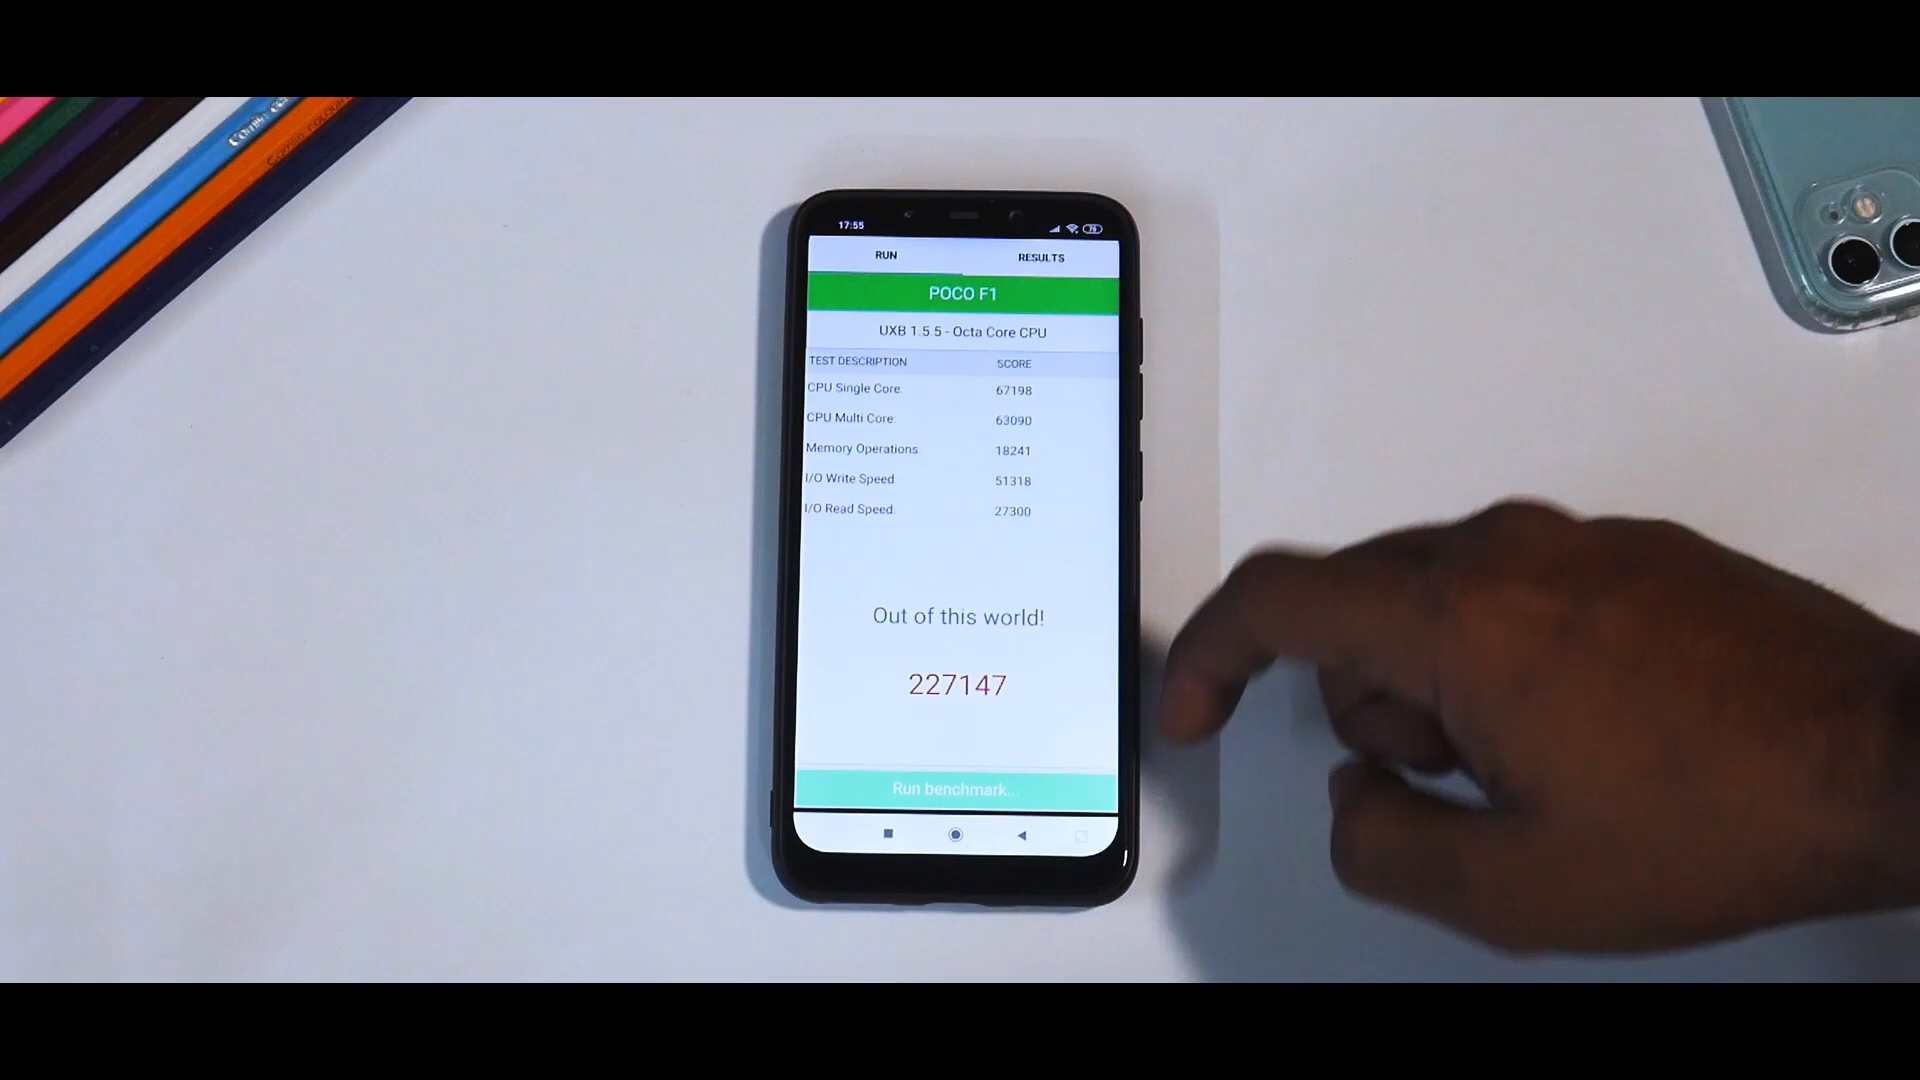 Camlin
17:55
78
RUN RESULTS
POCO F1
UXB 1.5.5 - Octa Core CPU
TEST DESCRIPTION SCORE
CPU Single Core: 67198
CPU Multi Core: 63090
Memory Operations: 18241
I/O Write Speed: 51318
I/O Read Speed: 27300
Out of this world!
227147
Run benchmark...